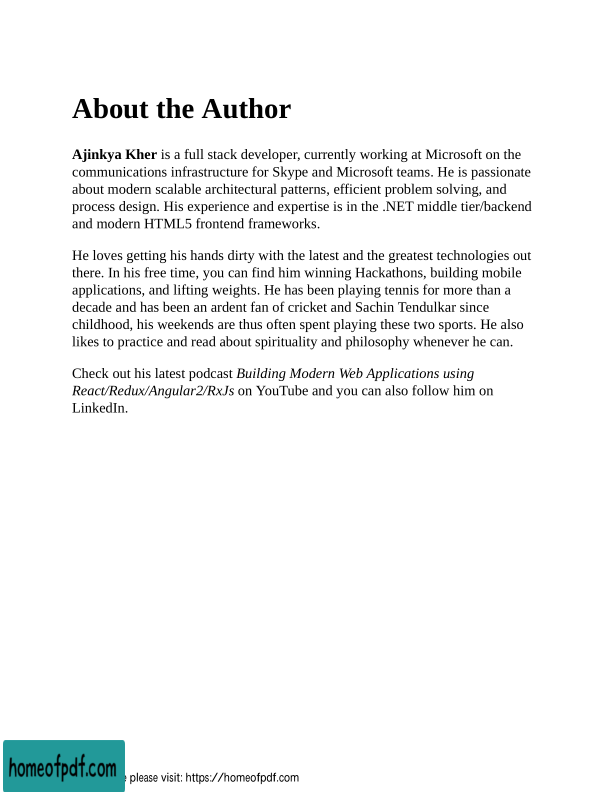 About the Author
Ajinkya Kher is a full stack developer, currently working at Microsoft on the
communications infrastructure for Skype and Microsoft teams. He is passionate
about modern scalable architectural patterns, efficient problem solving, and
process design. His experience and expertise is in the .NET middle tier/backend
and modern HTML5 frontend frameworks.
He loves getting his hands dirty with the latest and the greatest technologies out
there. In his free time, you can find him winning Hackathons, building mobile
applications, and lifting weights. He has been playing tennis for more than a
decade and has been an ardent fan of cricket and Sachin Tendulkar since
childhood, his weekends are thus often spent playing these two sports. He also
likes to practice and read about spirituality and philosophy whenever he can.
Check out his latest podcast Building Modern Web Applications using
React/Redux/Angular2/RxJs on YouTube and you can also follow him on
LinkedIn.
homeofpdf.com
please visit: https://homeofpdf.com